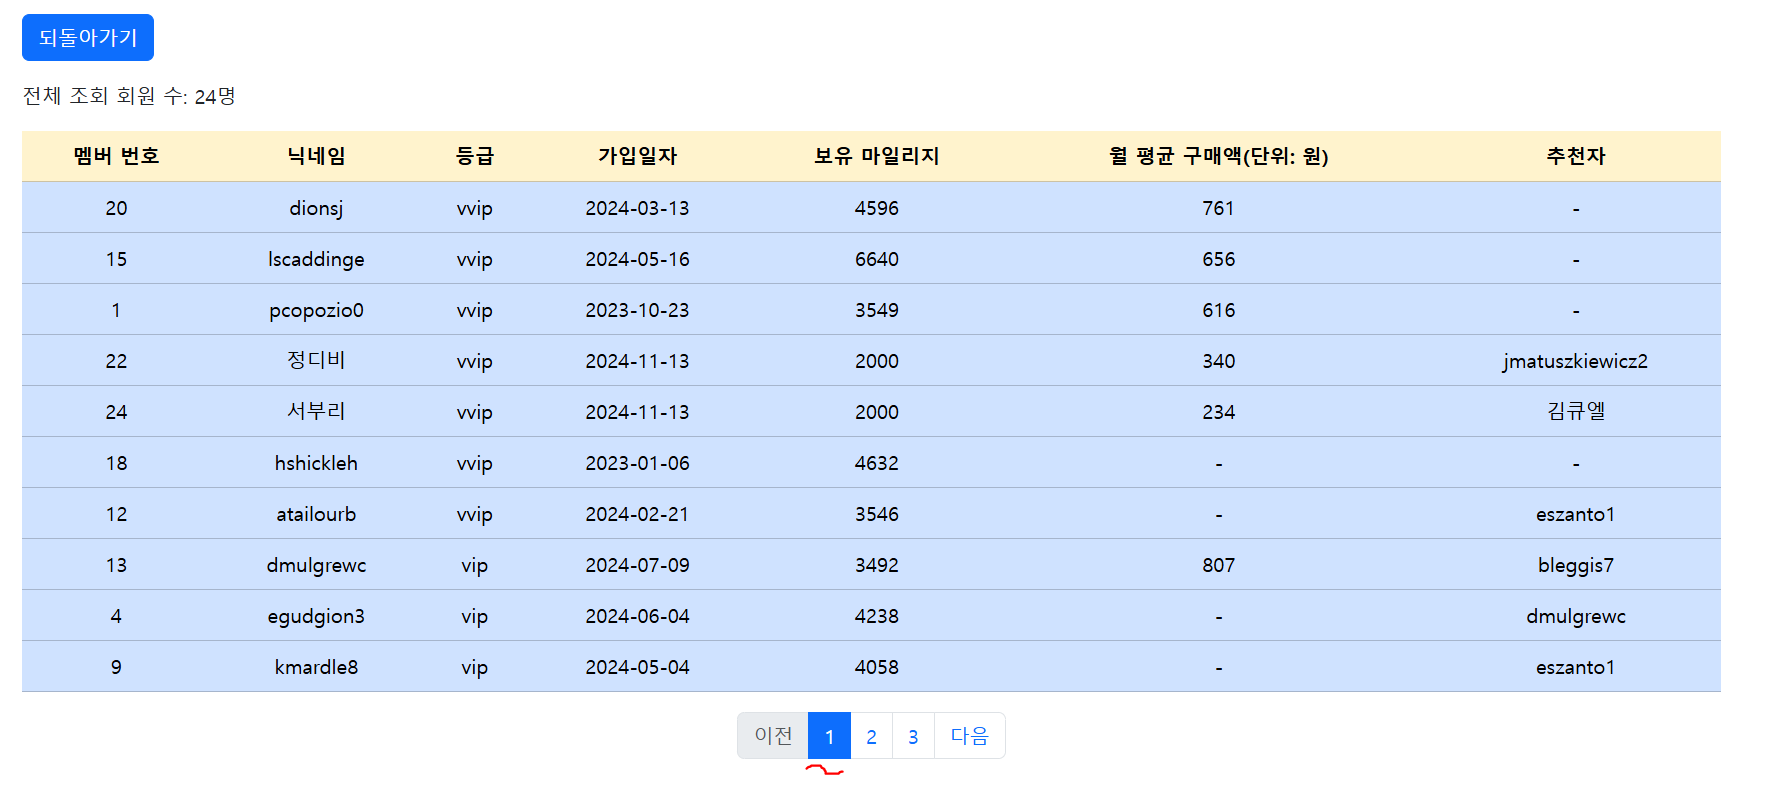 되돌아가기
전체 조회 회원 수: 24명
멤버 번호 닉네임 등급 가입일자 보유 마일리지 월 평균 구매액(단위: 원) 추천자
20 dionsj vvip 2024-03-13 4596 761 -
15 lscaddinge vvip 2024-05-16 6640 656 -
1 pcopozio0 vvip 2023-10-23 3549 616 -
22 정디비 vvip 2024-11-13 2000 340 jmatuszkiewicz2
24 서부리 vvip 2024-11-13 2000 234 김큐엘
18 hshickleh vvip 2023-01-06 4632 - -
12 atailourb vvip 2024-02-21 3546 - eszanto1
13 dmulgrewc vip 2024-07-09 3492 807 bleggis7
4 egudgion3 vip 2024-06-04 4238 - dmulgrewc
9 kmardle8 vip 2024-05-04 4058 - eszanto1
이전 1 2 3 다음